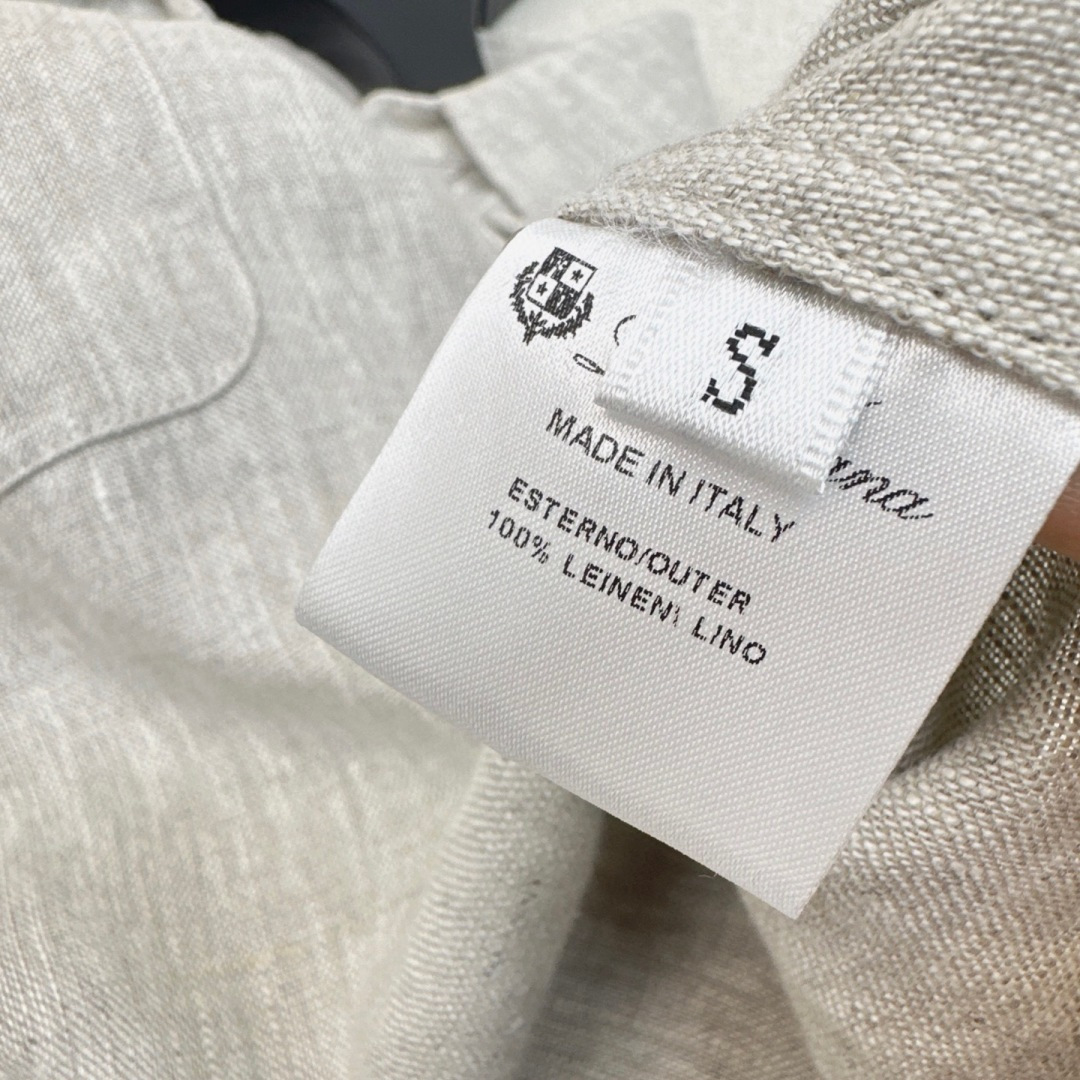 S
MADE IN ITALY
ESTERNO/OUTER
100% LEINEN\ LINO